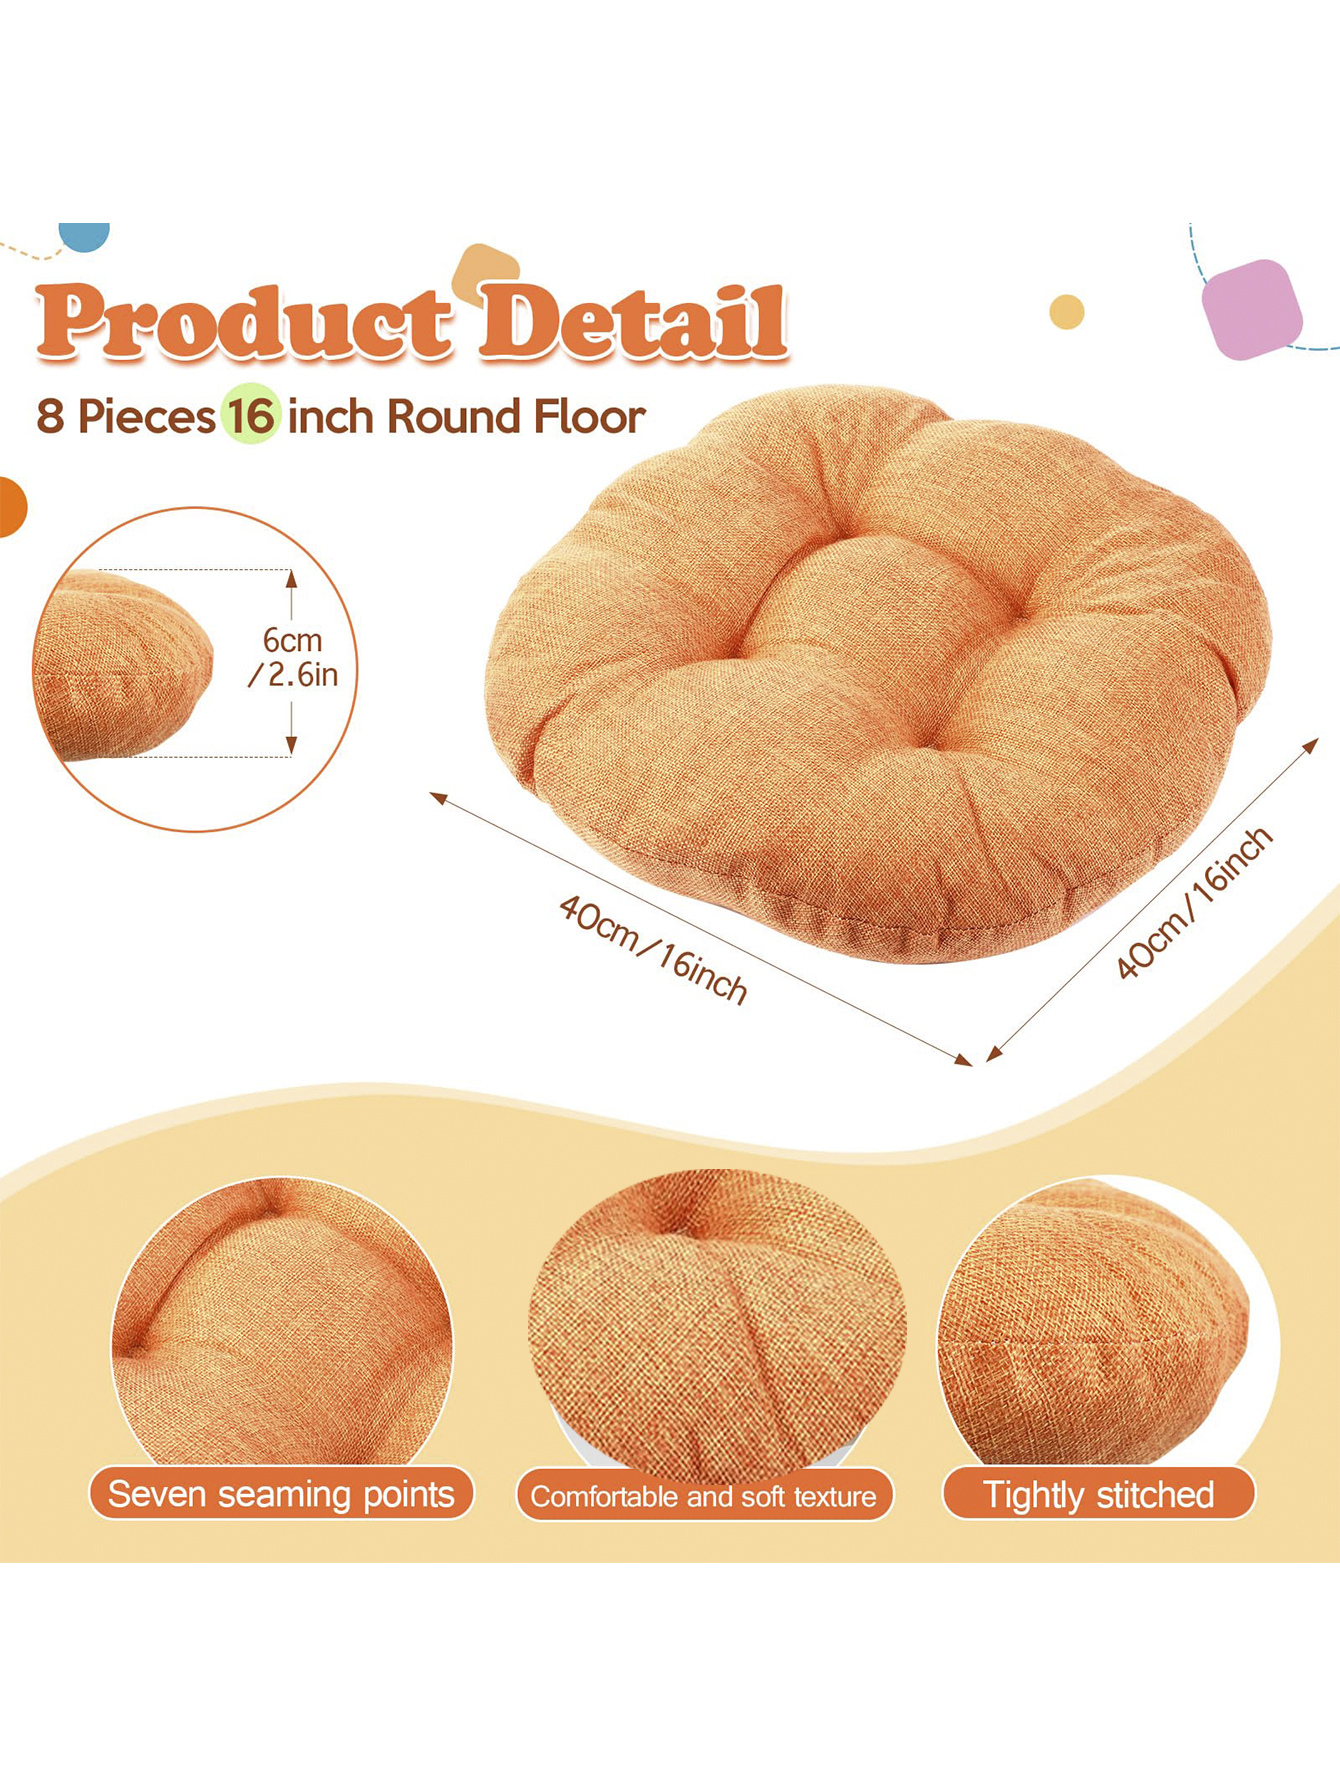 Product Detail
8 Pieces 16 inch Round Floor
6cm
/2.6in
40cm/16inch
40cm/16inch
Seven seaming points
Comfortable and soft texture
Tightly stitched